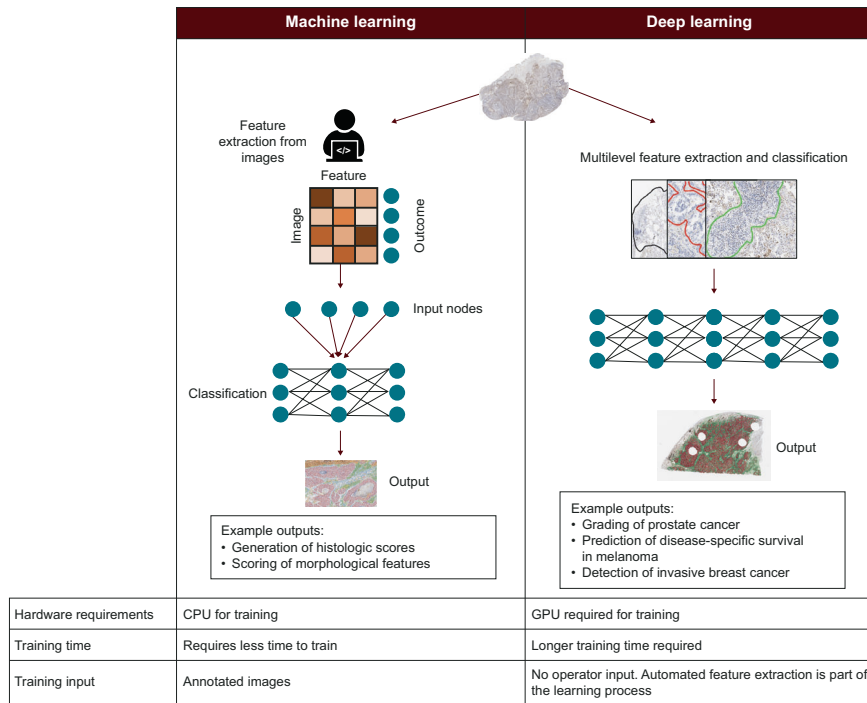 Machine learning
Deep learning
Feature
extraction from
images
</>
Feature
Image
Outcome
Input nodes
Classification
Output
Example outputs:
• Generation of histologic scores
• Scoring of morphological features
Multilevel feature extraction and classification
Output
Example outputs:
• Grading of prostate cancer
• Prediction of disease-specific survival
in melanoma
• Detection of invasive breast cancer
Hardware requirements
CPU for training
GPU required for training
Training time
Requires less time to train
Longer training time required
Training input
Annotated images
No operator input. Automated feature extraction is part of
the learning process